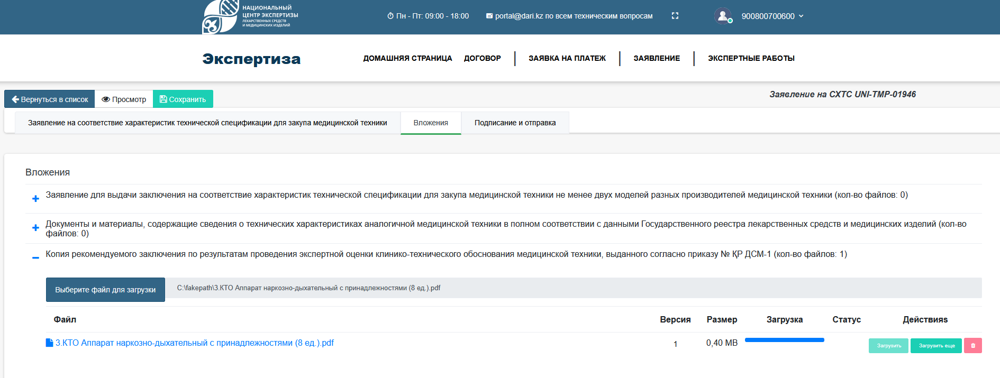 НАЦИОНАЛЬНЫЙ
ЦЕНТР ЭКСПЕРТИЗЫ
ЛЕКАРСТВЕННЫХ СРЕДСТВ
И МЕДИЦИНСКИХ ИЗДЕЛИЙ
Пн - Пт: 09:00 - 18:00
portal@dari.kz по всем техническим вопросам
900800700600
Экспертиза
ДОМАШНЯЯ СТРАНИЦА
ДОГОВОР
ЗАЯВКА НА ПЛАТЕЖ
ЗАЯВЛЕНИЕ
ЭКСПЕРТНЫЕ РАБОТЫ
Вернуться в список
Просмотр
Сохранить
Заявление на СХТС UNI-TMP-01946
Заявление на соответствие характеристик технической спецификации для закупа медицинской техники
Вложения
Подписание и отправка
Вложения
Заявление для выдачи заключения на соответствие характеристик технической спецификации для закупа медицинской техники не менее двух моделей разных производителей медицинской техники (кол-во файлов: 0)
Документы и материалы, содержащие сведения о технических характеристиках аналогичной медицинской техники в полном соответствии с данными Государственного реестра лекарственных средств и медицинских изделий (кол-во
файлов: 0)
Копия рекомендуемого заключения по результатам проведения экспертной оценки клинико-технического обоснования медицинской техники, выданного согласно приказу № ҚР ДСМ-1 (кол-во файлов: 1)
Выберите файл для загрузки
C:\fakepath\3.КТО Аппарат наркозно-дыхательный с принадлежностями (8 ед.).pdf
Файл
Версия
Размер
Загрузка
Статус
Действияs
3.КТО Аппарат наркозно-дыхательный с принадлежностями (8 ед.).pdf
1
0,40 MB
Загрузить
Загрузить еще